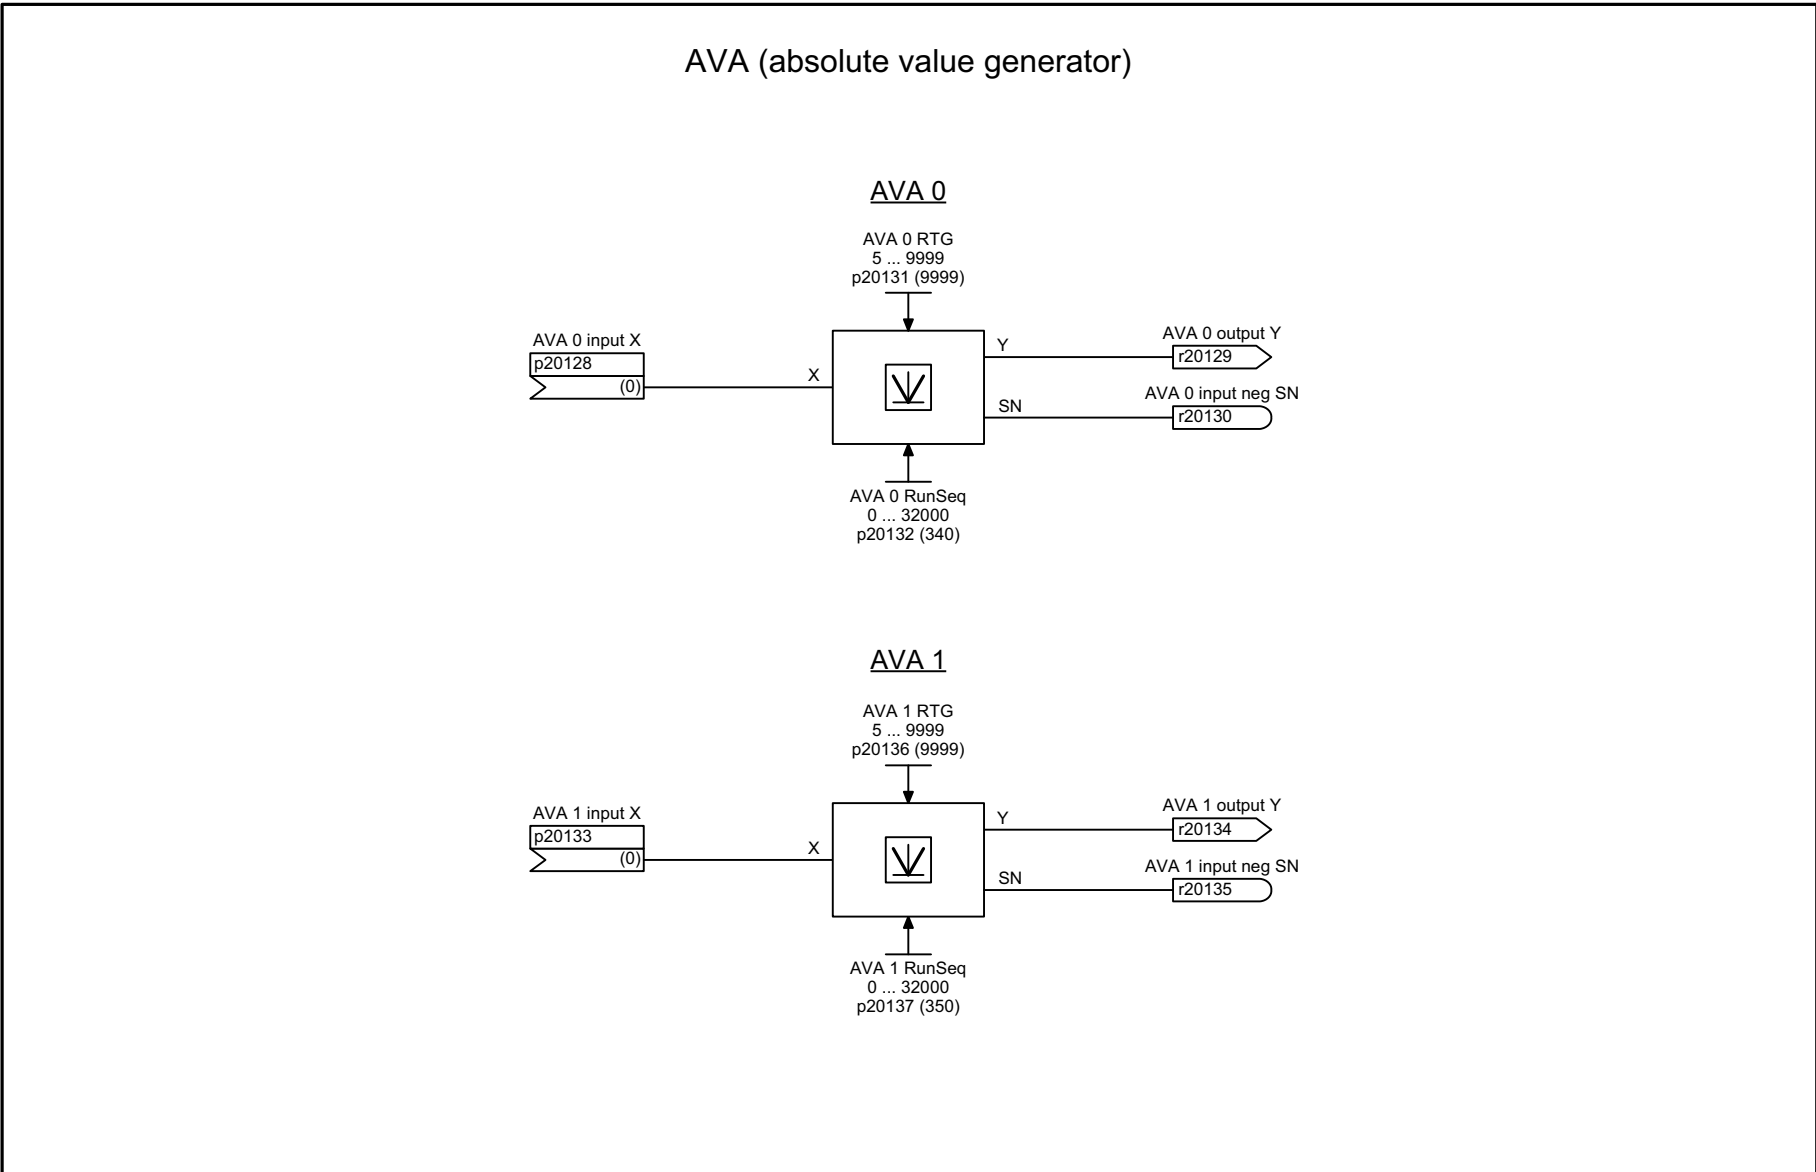 AVA (absolute value generator)
AVA 0
AVA 0 RTG
5 ... 9999
p20131 (9999)
AVA 0 input X
p20128
(0)
X
Y
SN
AVA 0 output Y
r20129
AVA 0 input neg SN
r20130
AVA 0 RunSeq
0 ... 32000
p20132 (340)
AVA 1
AVA 1 RTG
5 ... 9999
p20136 (9999)
AVA 1 input X
p20133
(0)
X
Y
SN
AVA 1 output Y
r20134
AVA 1 input neg SN
r20135
AVA 1 RunSeq
0 ... 32000
p20137 (350)